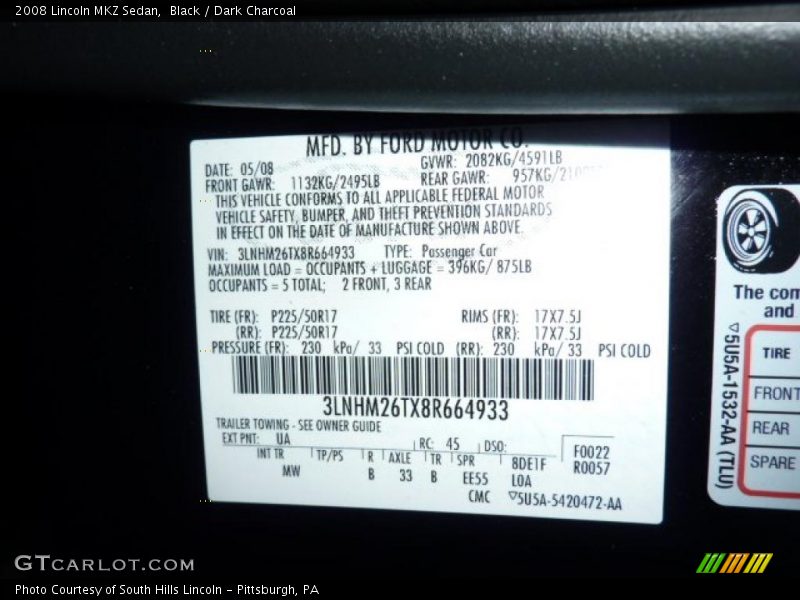 2008 Lincoln MKZ Sedan,  Black / Dark Charcoal
MFD. BY FORD MOTOR CO.
DATE: 05/08 GVWR: 2082KG/4591LB
FRONT GAWR: 1132KG/2495LB REAR GAWR: 957KG/
THIS VEHICLE CONFORMS TO ALL APPLICABLE FEDERAL MOTOR
VEHICLE SAFETY, BUMPER, AND THEFT PREVENTION STANDARDS
IN EFFECT ON THE DATE OF MANUFACTURE SHOWN ABOVE.
VIN: 3LNHM26TX8R664933 TYPE: Passenger Car
MAXIMUM LOAD = OCCUPANTS + LUGGAGE = 396KG/ 875LB
OCCUPANTS = 5 TOTAL; 2 FRONT, 3 REAR
TIRE (FR): P225/50R17 RIMS (FR): 17X7.5J
(RR): P225/50R17 (RR): 17X7.5J
PRESSURE (FR): 230 kPa/ 33 PSI COLD (RR): 230 kPa/ 33 PSI COLD
3LNHM26TX8R664933
TRAILER TOWING - SEE OWNER GUIDE
EXT PNT: UA RC: 45 DSO: F0022
INT TR TP/PS R AXLE TR SPR 8DE1F R0057
MW B 33 B EE55 LOA
CMC ▽5U5A-5420472-AA
The com
and
TIRE
FRONT
REAR
SPARE
▽5U5A-1532-AA (TLU)
GTCARLOT.COM
Photo Courtesy of South Hills Lincoln – Pittsburgh, PA